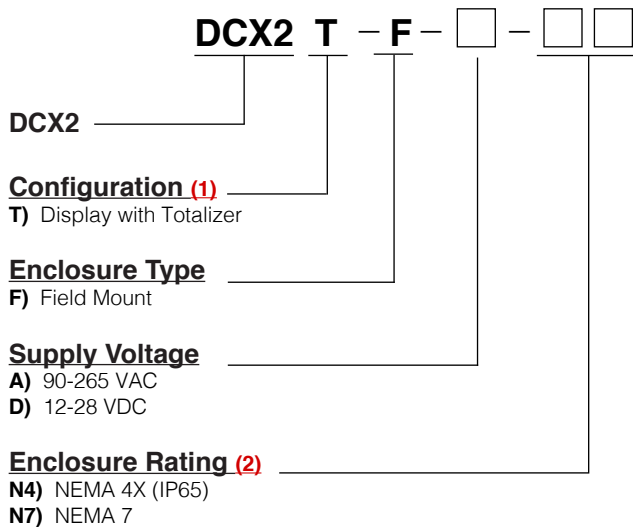 DCX2 T – F – □ – □□
DCX2
Configuration (1)
T) Display with Totalizer
Enclosure Type
F) Field Mount
Supply Voltage
A) 90-265 VAC
D) 12-28 VDC
Enclosure Rating (2)
N4) NEMA 4X (IP65)
N7) NEMA 7